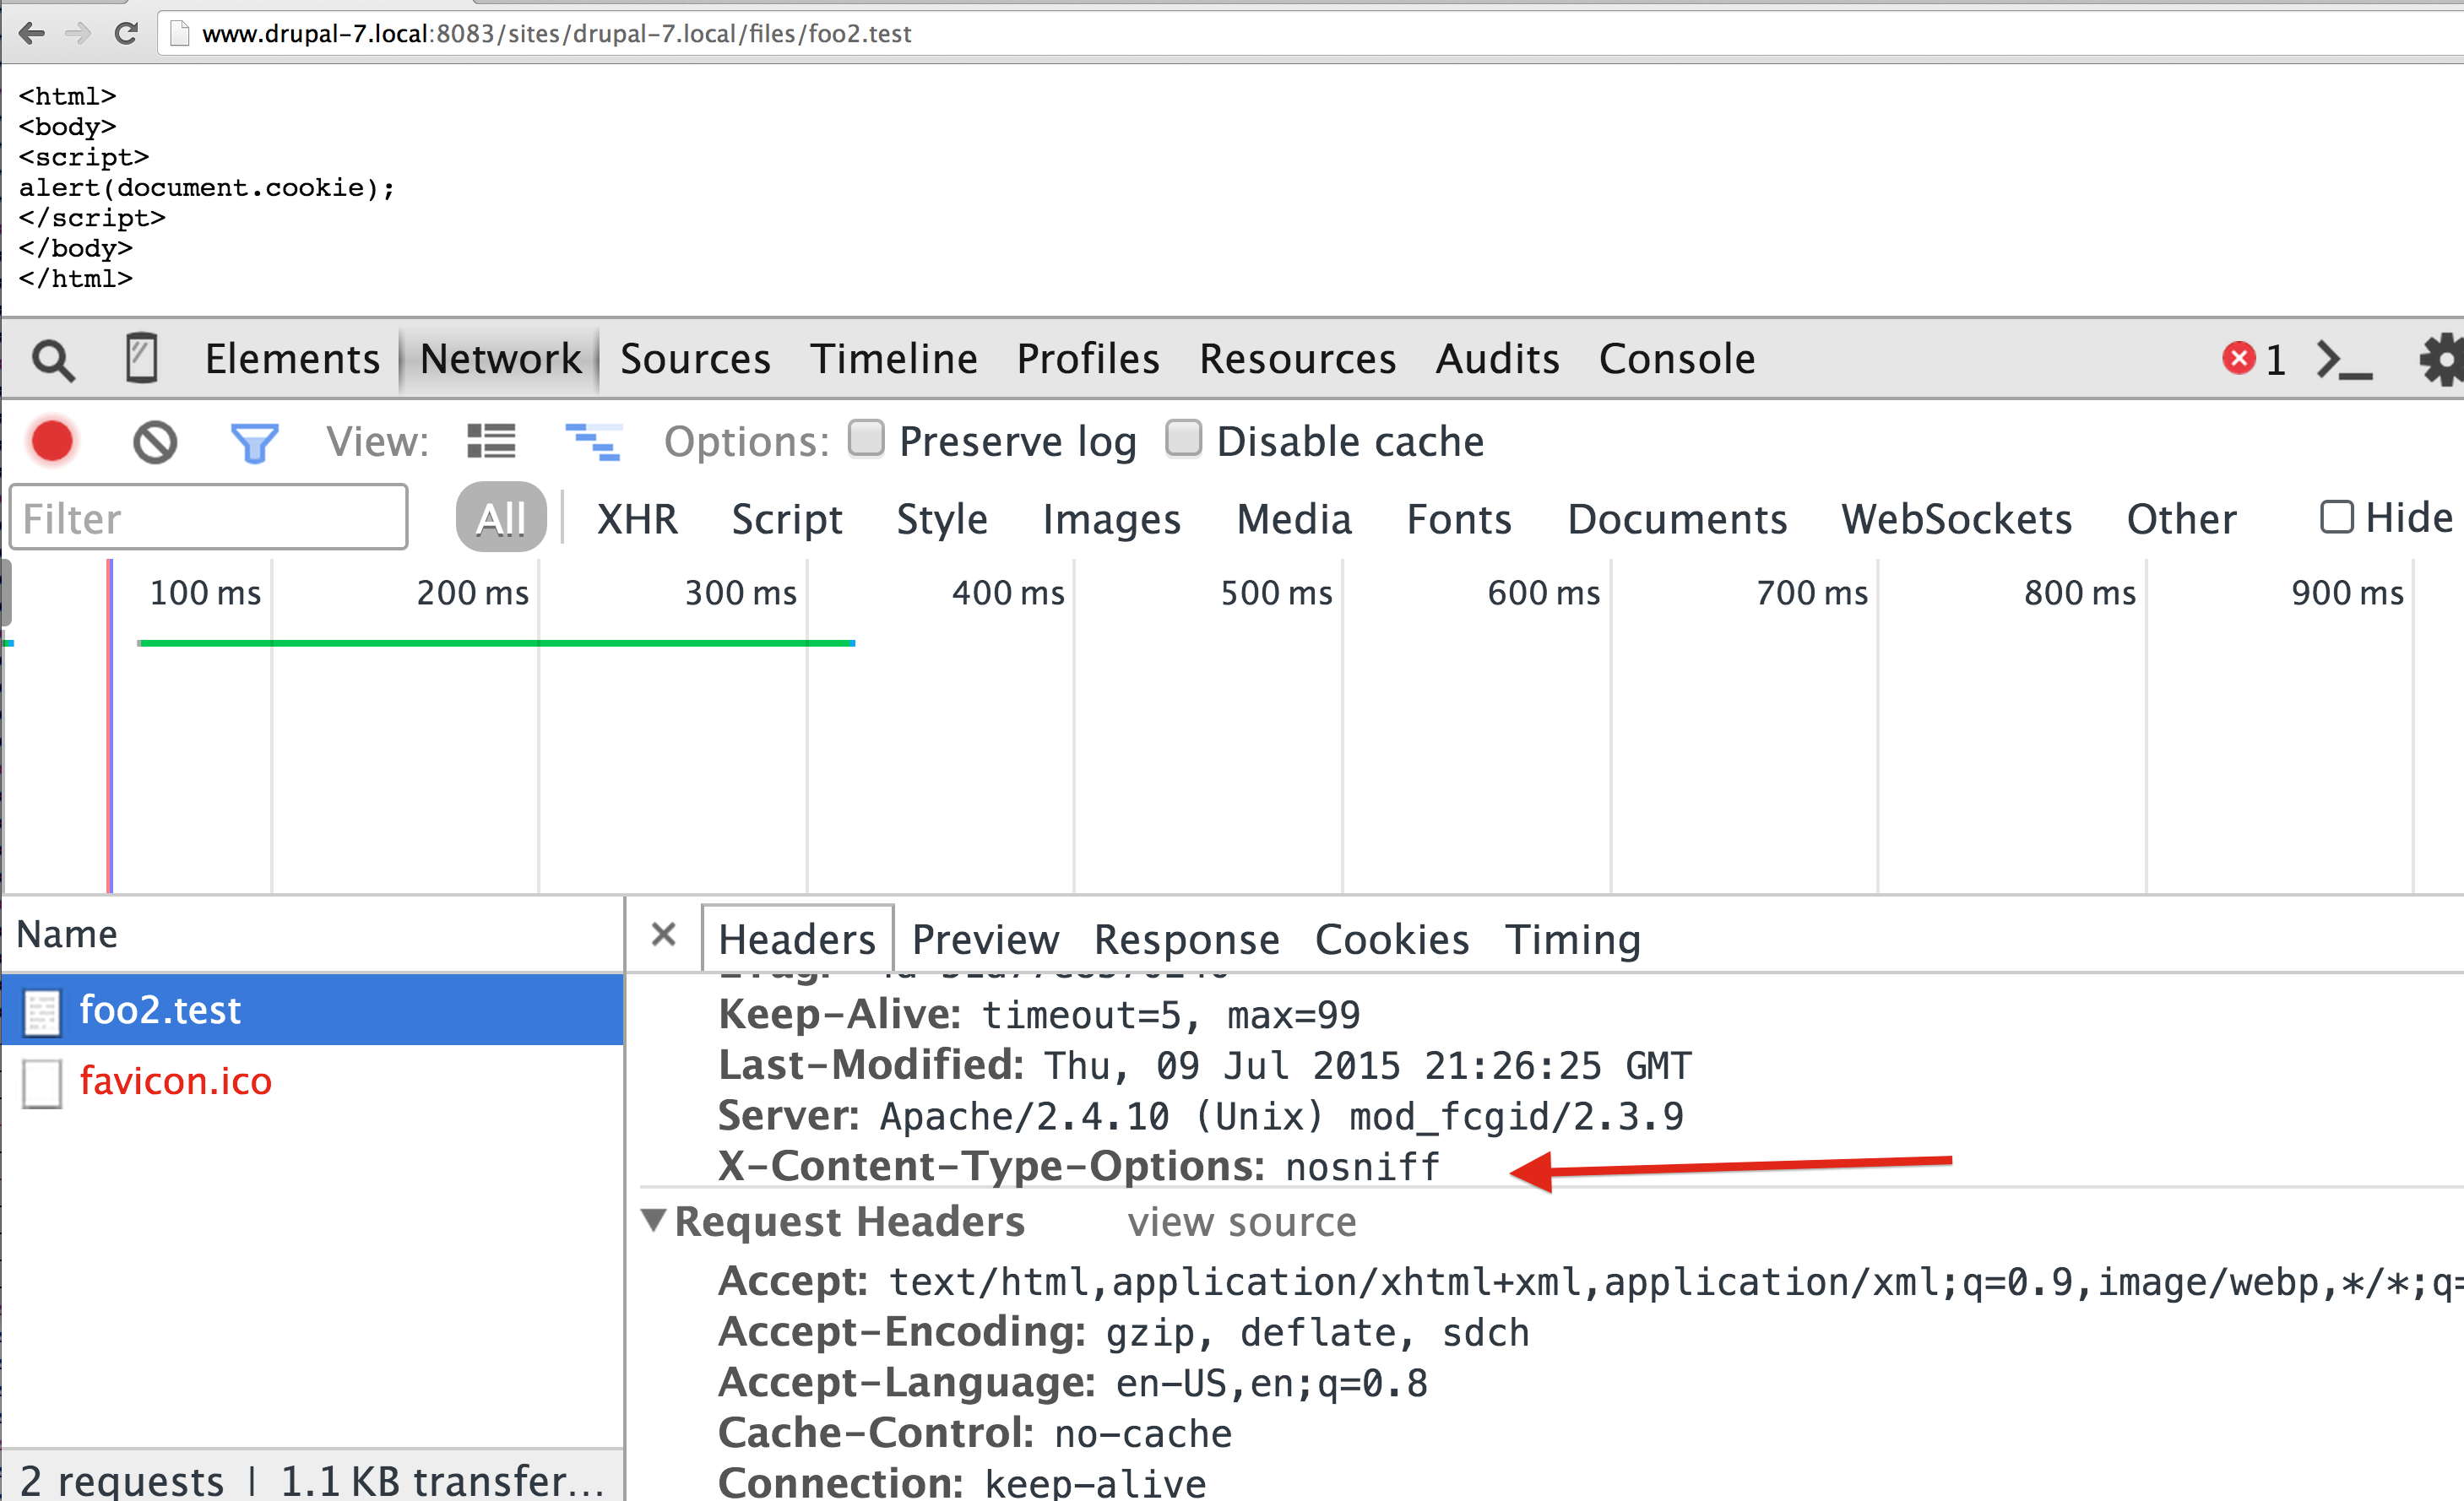 www.drupal-7.local:8083/sites/drupal-7.local/files/foo2.test
<html>
<body>
<script>
alert(document.cookie);
</script>
</body>
</html>
Elements Network Sources Timeline Profiles Resources Audits Console 1
View: Options: Preserve log Disable cache
Filter All XHR Script Style Images Media Fonts Documents WebSockets Other Hide
100 ms 200 ms 300 ms 400 ms 500 ms 600 ms 700 ms 800 ms 900 ms
Name
Headers Preview Response Cookies Timing
foo2.test
favicon.ico
Keep-Alive: timeout=5, max=99
Last-Modified: Thu, 09 Jul 2015 21:26:25 GMT
Server: Apache/2.4.10 (Unix) mod_fcgid/2.3.9
X-Content-Type-Options: nosniff
Request Headers view source
Accept: text/html,application/xhtml+xml,application/xml;q=0.9,image/webp,*/*;q=
Accept-Encoding: gzip, deflate, sdch
Accept-Language: en-US,en;q=0.8
Cache-Control: no-cache
Connection: keep-alive
2 requests | 1.1 KB transfer...